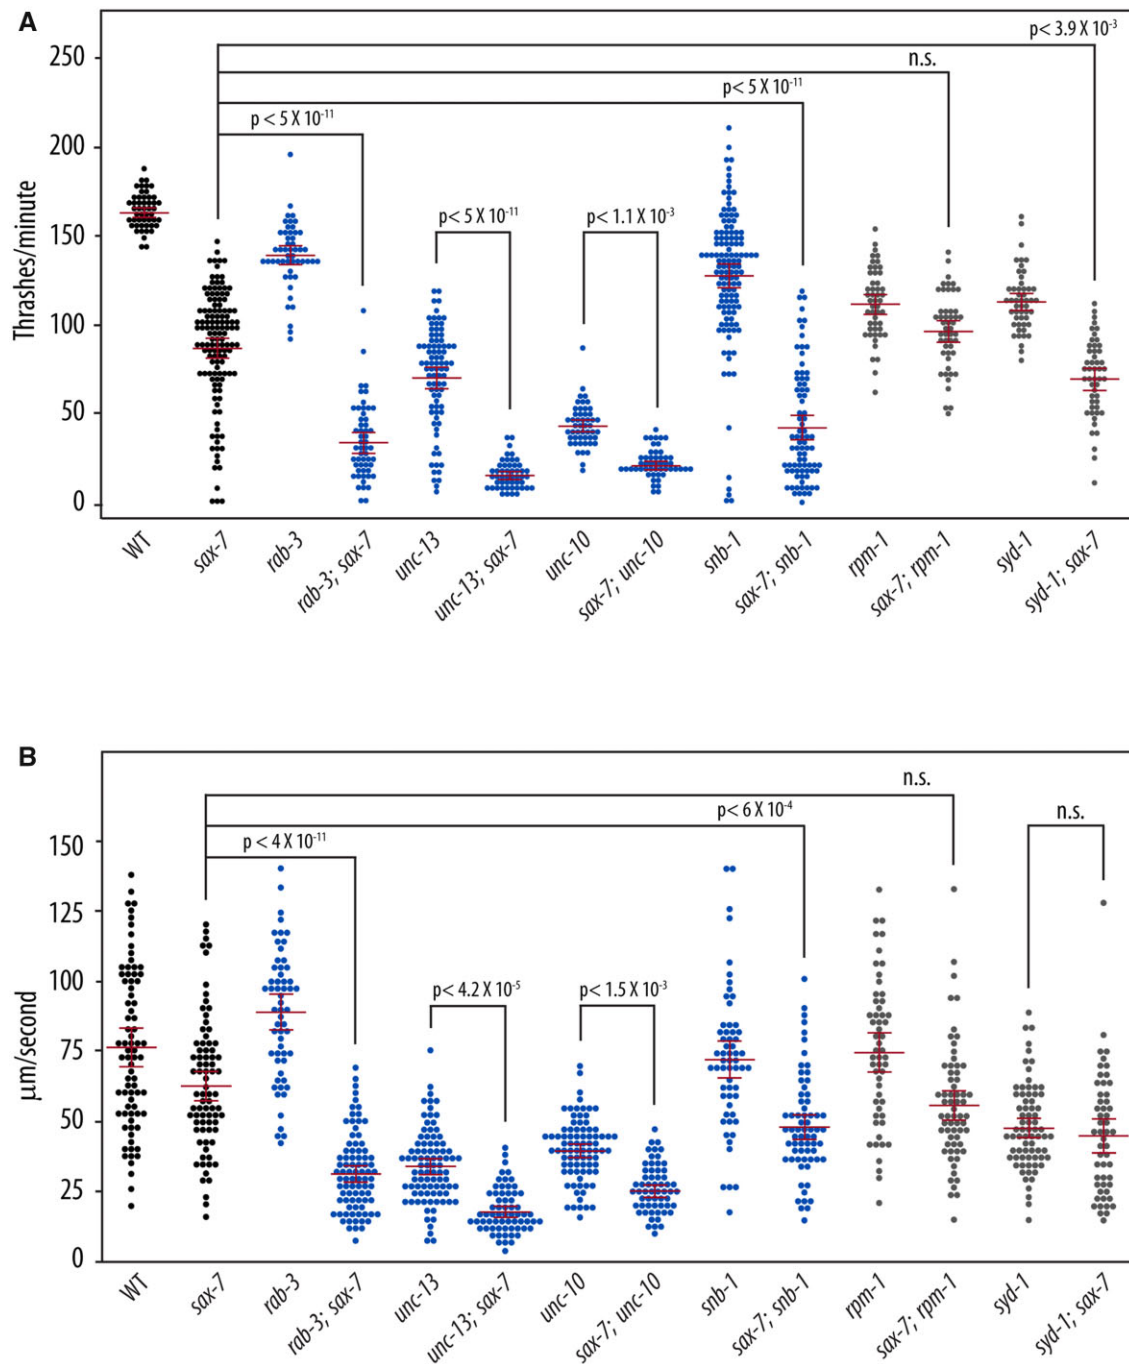 A
p< 3.9 X 10⁻³
250
n.s.
p< 5 X 10⁻¹¹
p < 5 X 10⁻¹¹
200
p< 5 X 10⁻¹¹
p< 1.1 X 10⁻³
150
Thrashes/minute
100
50
0
WT
sax-7
rab-3
rab-3; sax-7
unc-13
unc-13; sax-7
unc-10
sax-7; unc-10
snb-1
sax-7; snb-1
rpm-1
sax-7; rpm-1
syd-1
syd-1; sax-7
B
n.s.
p< 6 X 10⁻⁴
n.s.
p < 4 X 10⁻¹¹
150
125
p< 4.2 X 10⁻⁵
p< 1.5 X 10⁻³
100
75
µm/second
50
25
0
WT
sax-7
rab-3
rab-3; sax-7
unc-13
unc-13; sax-7
unc-10
sax-7; unc-10
snb-1
sax-7; snb-1
rpm-1
sax-7; rpm-1
syd-1
syd-1; sax-7